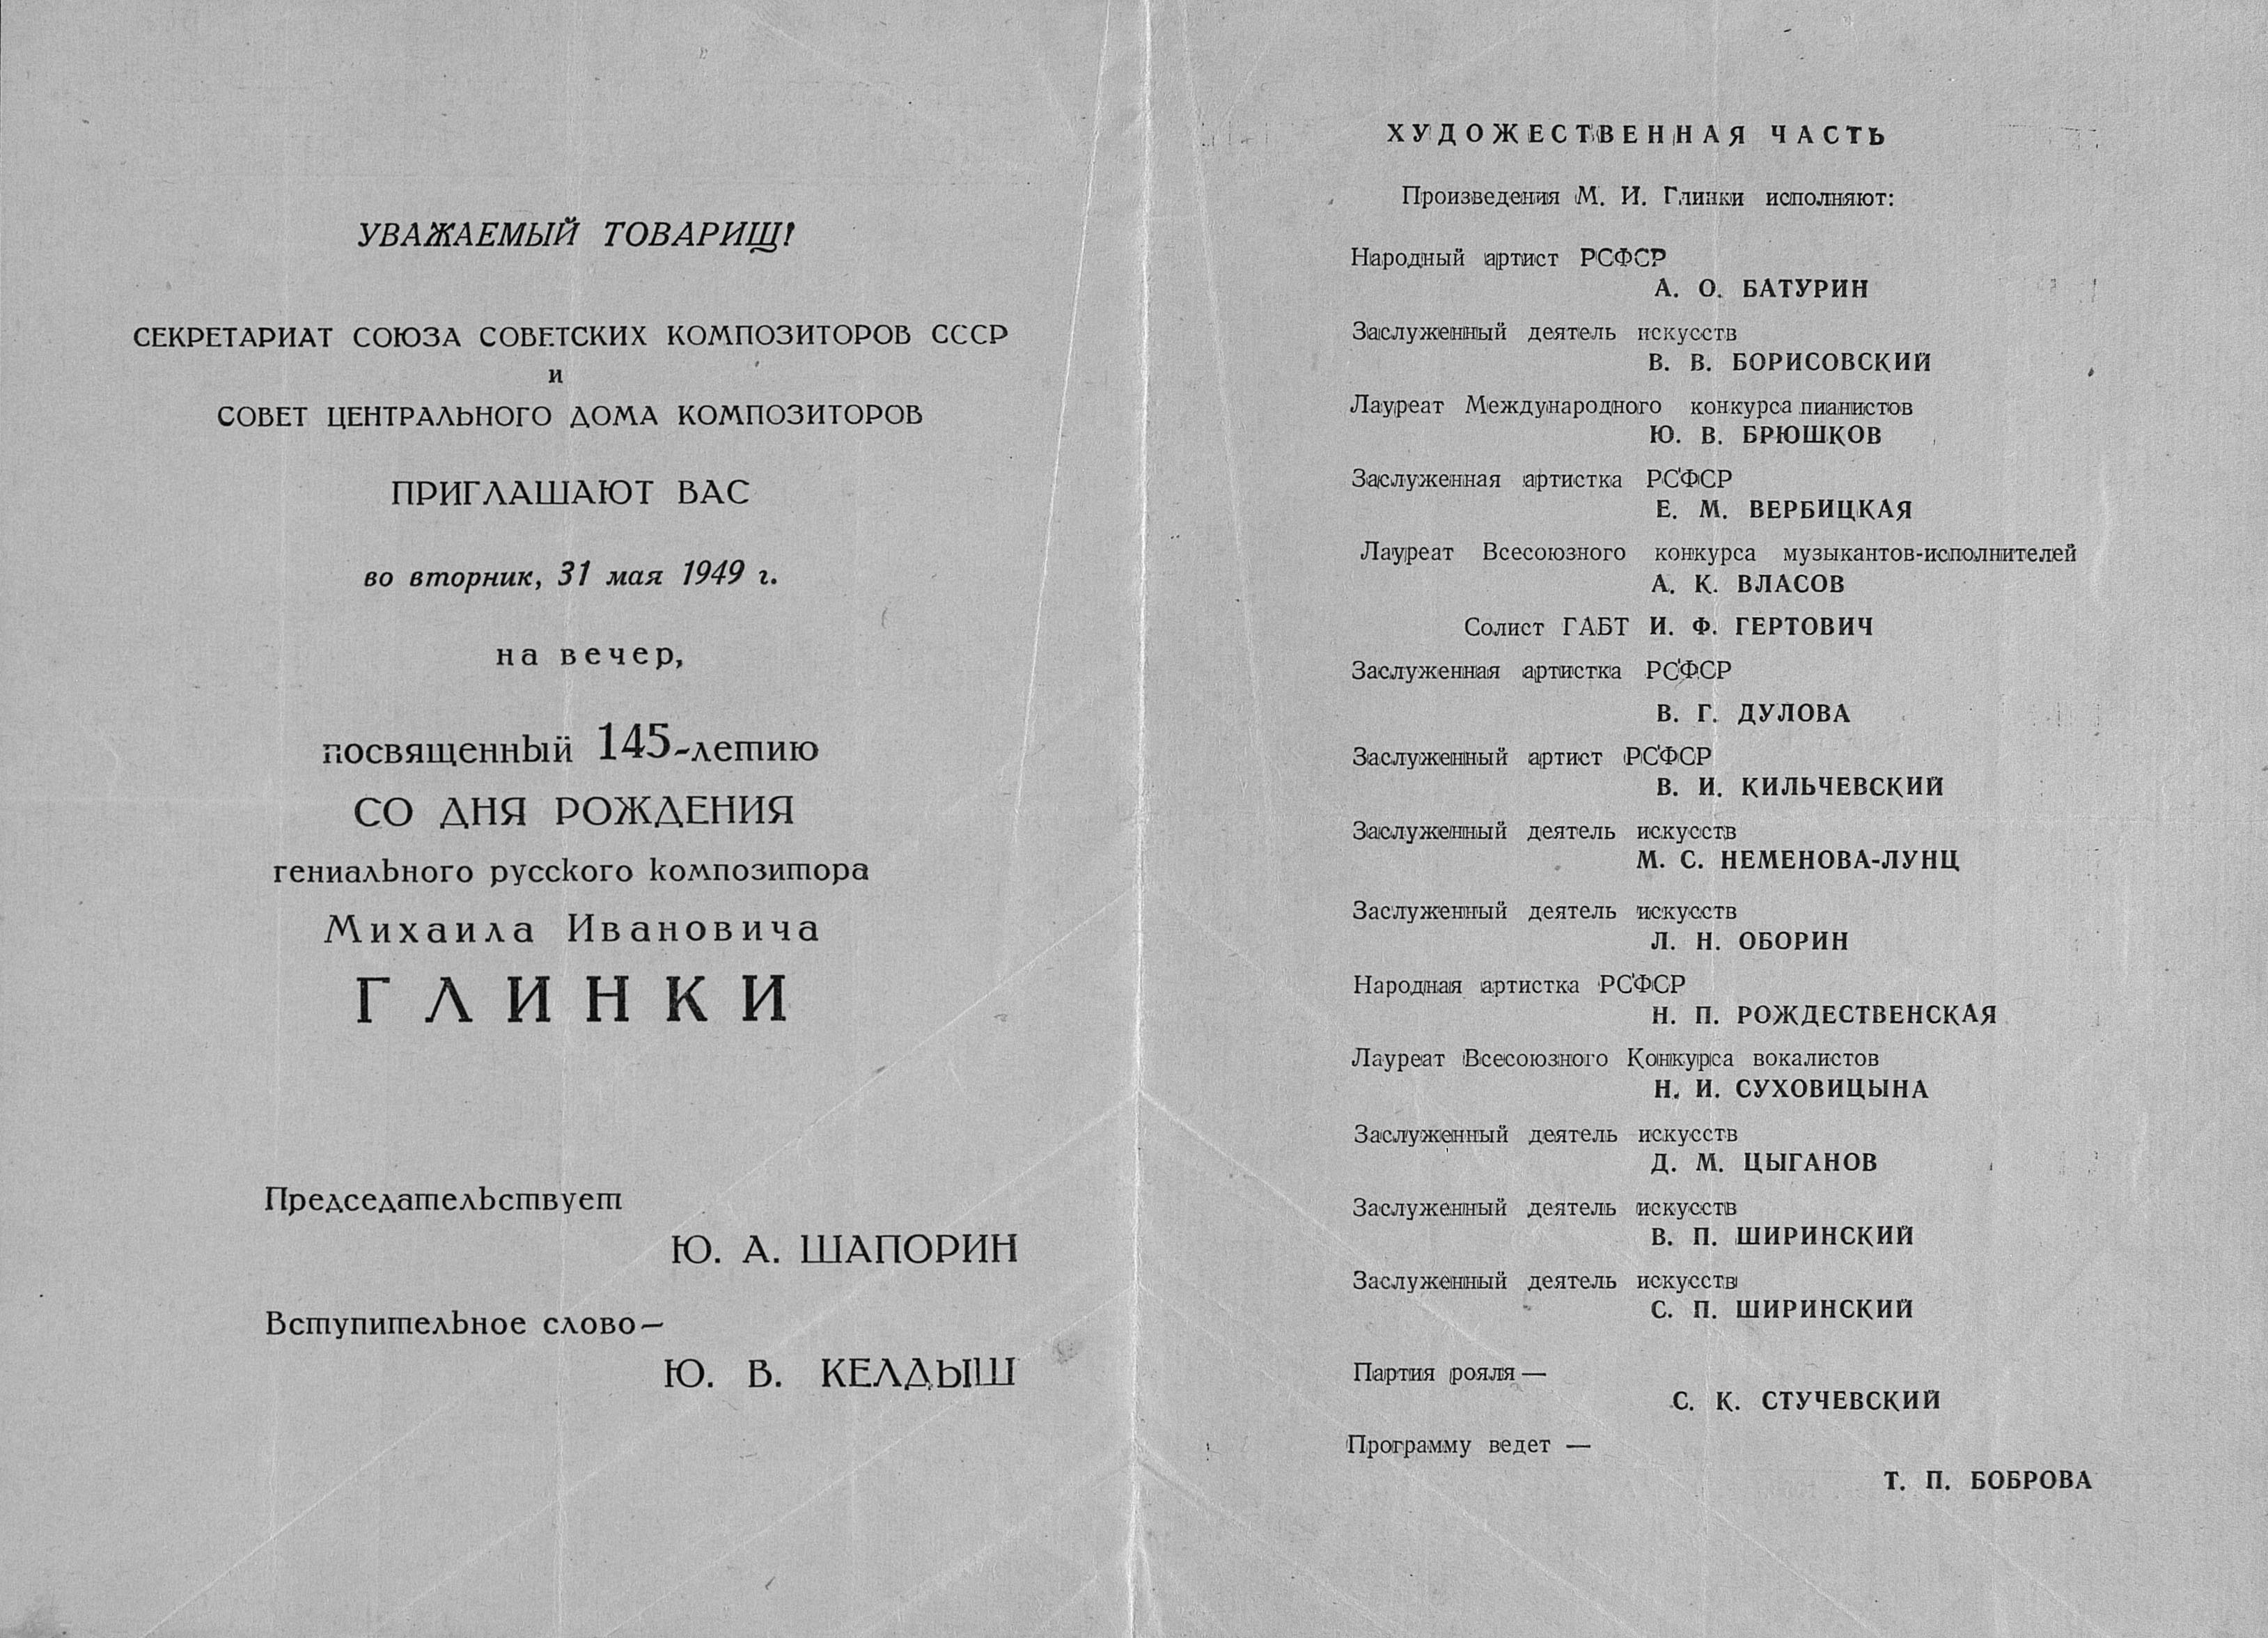 УВАЖАЕМЫЙ ТОВАРИЩ!
СЕКРЕТАРИАТ СОЮЗА СОВЕТСКИХ КОМПОЗИТОРОВ СССР
и
СОВЕТ ЦЕНТРАЛЬНОГО ДОМА КОМПОЗИТОРОВ
ПРИГЛАШАЮТ ВАС
во вторник, 31 мая 1949 г.
на вечер,
посвященный 145-летию
СО ДНЯ РОЖДЕНИЯ
гениального русского композитора
Михаила Ивановича
ГЛИНКИ
Председательствует
Ю. А. ШАПОРИН
Вступительное слово—
Ю. В. КЕЛДЫШ
ХУДОЖЕСТВЕННАЯ ЧАСТЬ
Произведения М. И. Глинки исполняют:
Народный артист РСФСР
А. О. БАТУРИН
Заслуженный деятель искусств
В. В. БОРИСОВСКИЙ
Лауреат Международного конкурса пианистов
Ю. В. БРЮШКОВ
Заслуженная артистка РСФСР
Е. М. ВЕРБИЦКАЯ
Лауреат Всесоюзного конкурса музыкантов-исполнителей
А. К. ВЛАСОВ
Солист ГАБТ И. Ф. ГЕРТОВИЧ
Заслуженная артистка РСФСР
В. Г. ДУЛОВА
Заслуженный артист РСФСР
В. И. КИЛЬЧЕВСКИЙ
Заслуженный деятель искусств
М. С. НЕМЕНОВА-ЛУНЦ
Заслуженный деятель искусств
Л. Н. ОБОРИН
Народная артистка РСФСР
Н. П. РОЖДЕСТВЕНСКАЯ
Лауреат Всесоюзного Конкурса вокалистов
Н. И. СУХОВИЦЫНА
Заслуженный деятель искусств
Д. М. ЦЫГАНОВ
Заслуженный деятель искусств
В. П. ШИРИНСКИЙ
Заслуженный деятель искусств
С. П. ШИРИНСКИЙ
Партия рояля —
С. К. СТУЧЕВСКИЙ
Программу ведет —
Т. П. БОБРОВА